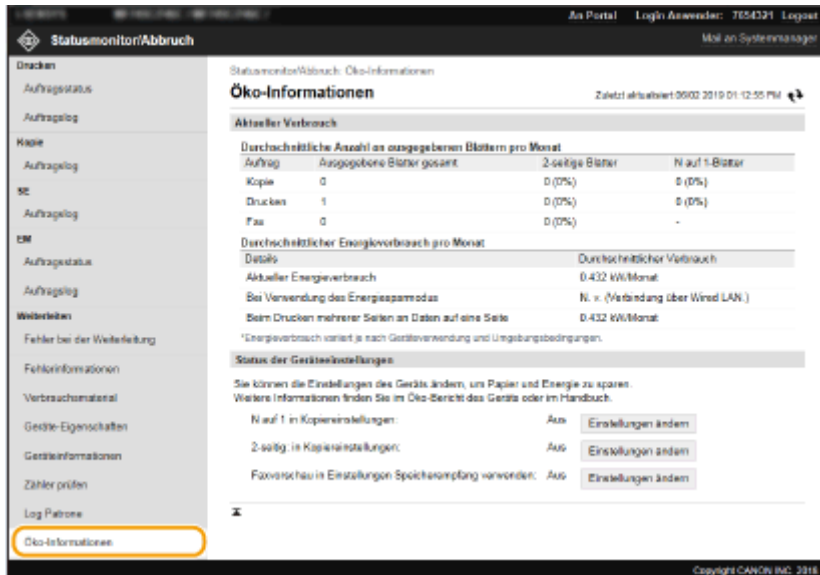 An Portal Login Anwender: 7654321 Logout
Statusmonitor/Abbruch
Mail an Systemmanager
Drucken
Auftragsstatus
Auftragslog
Kopie
Auftragslog
SE
Auftragslog
EM
Auftragsstatus
Auftragslog
Weiterleiten
Fehler bei der Weiterleitung
Fehlerinformationen
Verbrauchsmaterial
Geräte-Eigenschaften
Geräteinformationen
Zähler prüfen
Log Patrone
Öko-Informationen
Statusmonitor/Abbruch: Öko-Informationen
Öko-Informationen
Zuletzt aktualisiert:06/02 2019 01:12:55 PM
Aktueller Verbrauch
Durchschnittliche Anzahl an ausgegebenen Blättern pro Monat
Auftrag Ausgegebene Blätter gesamt 2-seitige Blätter N auf 1-Blätter
Kopie 0 0 (0%) 0 (0%)
Drucken 1 0 (0%) 0 (0%)
Fax 0 0 (0%) -
Durchschnittlicher Energieverbrauch pro Monat
Details Durchschnittlicher Verbrauch
Aktueller Energieverbrauch 0.432 kW/Monat
Bei Verwendung des Energiesparmodus N. v. (Verbindung über Wired LAN.)
Beim Drucken mehrerer Seiten an Daten auf eine Seite 0.432 kW/Monat
*Energieverbrauch variiert je nach Geräteverwendung und Umgebungsbedingungen.
Status der Geräteeinstellungen
Sie können die Einstellungen des Geräts ändern, um Papier und Energie zu sparen.
Weitere Informationen finden Sie im Öko-Bericht des Geräts oder im Handbuch.
N auf 1 in Kopiereinstellungen: Aus Einstellungen ändern
2-seitig: in Kopiereinstellungen: Aus Einstellungen ändern
Faxvorschau in Einstellungen Speicherempfang verwenden: Aus Einstellungen ändern
Copyright CANON INC. 2018